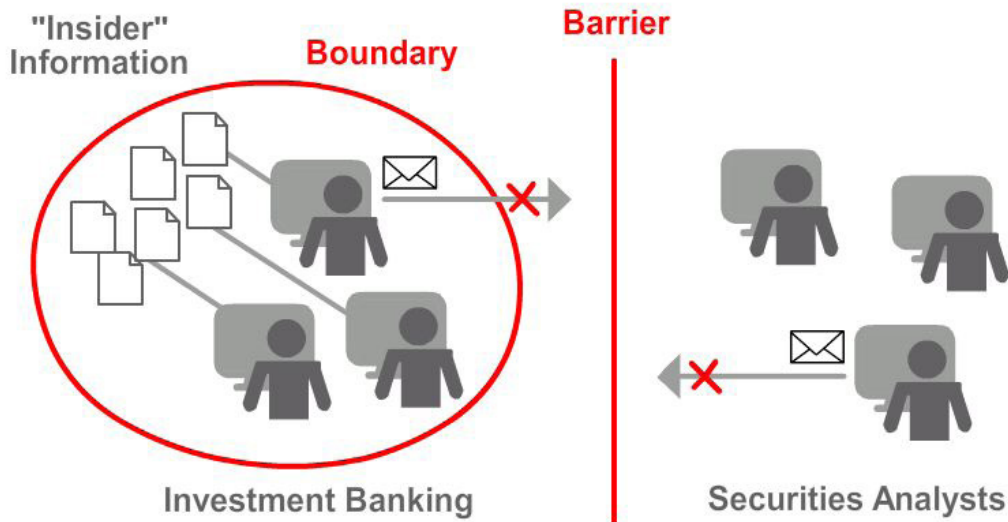 "Insider"
Information
Boundary
Barrier
Investment Banking
Securities Analysts